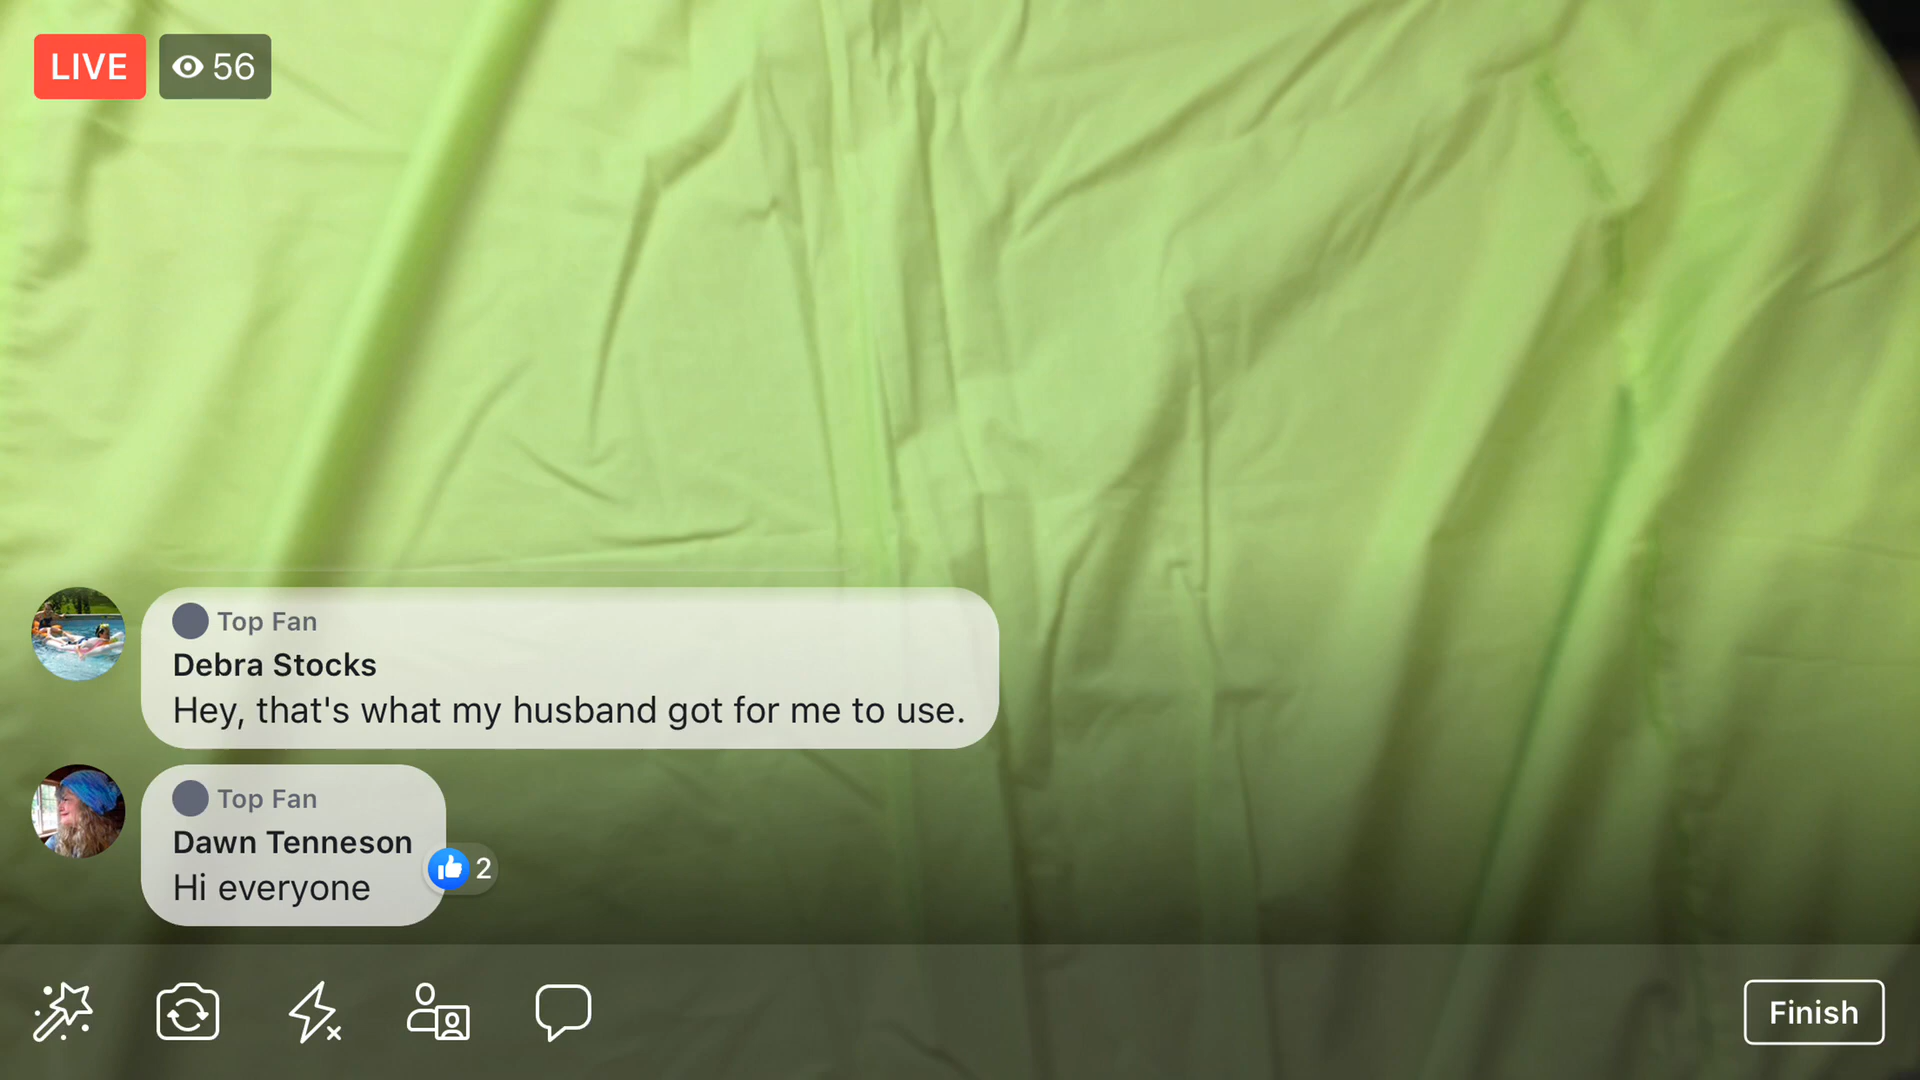 LIVE 56
Top Fan
Debra Stocks
Hey, that's what my husband got for me to use.
Top Fan
Dawn Tenneson
Hi everyone
2
Finish